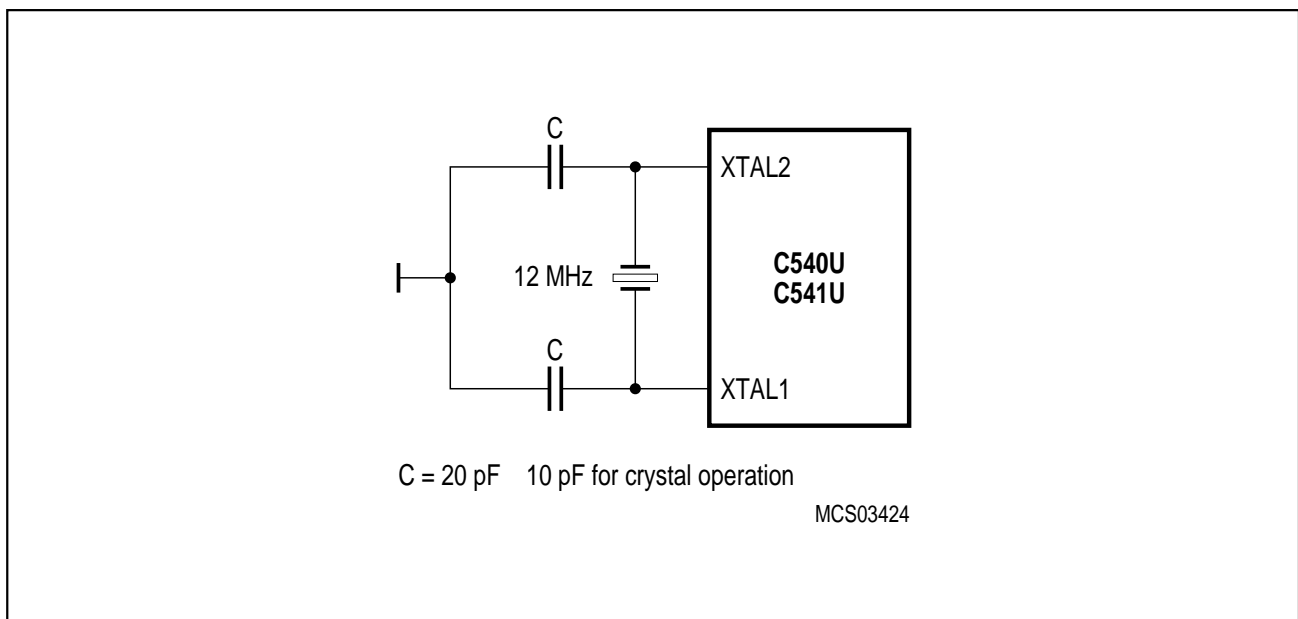 C
XTAL2
C540U
12 MHz
C541U
C
XTAL1
C = 20 pF 10 pF for crystal operation
MCS03424